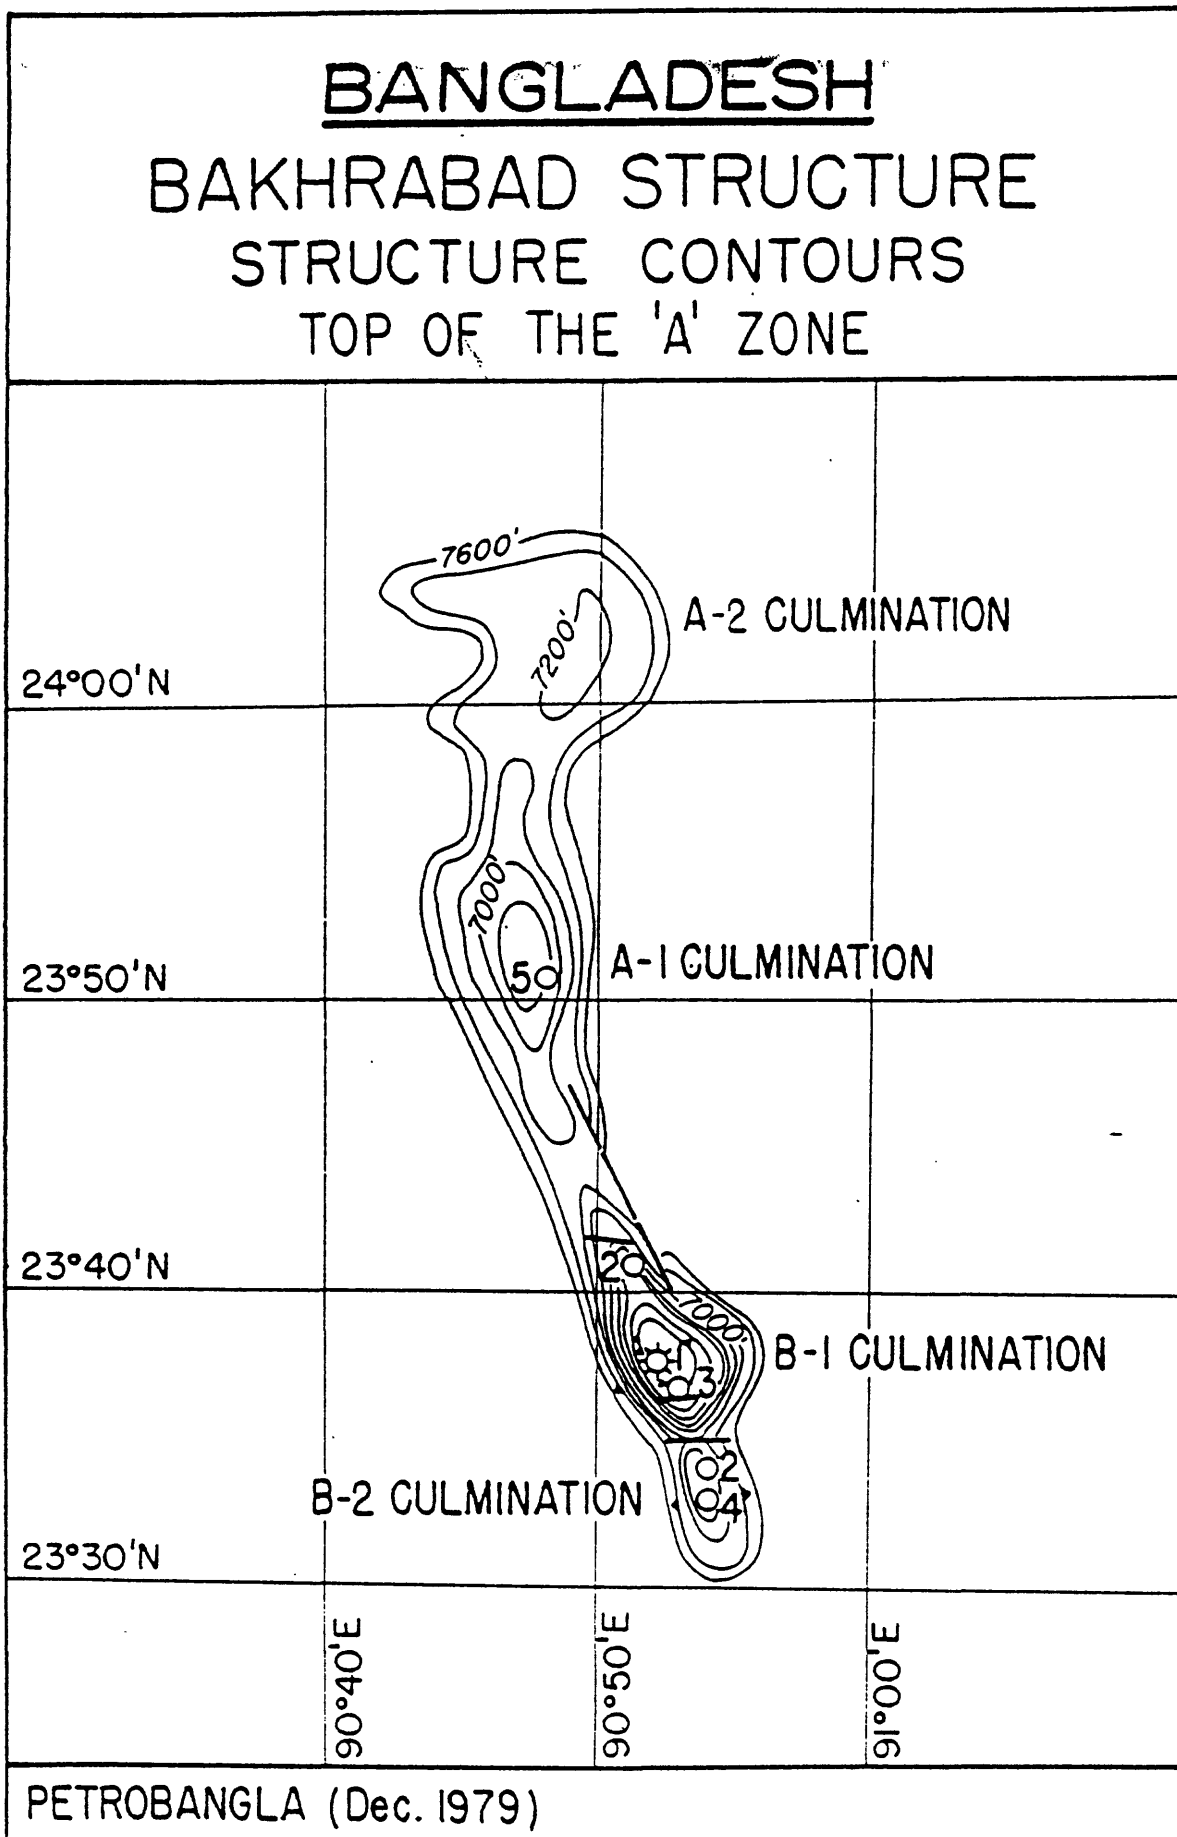 BANGLADESH
BAKHRABAD STRUCTURE
STRUCTURE CONTOURS
TOP OF THE 'A' ZONE
7600'
A-2 CULMINATION
7200'
24°00'N
7000'
A-1 CULMINATION
5
23°50'N
2
23°40'N
7000'
1
B-1 CULMINATION
3
2
B-2 CULMINATION
4
23°30'N
90°40'E
90°50'E
91°00'E
PETROBANGLA (Dec. 1979)